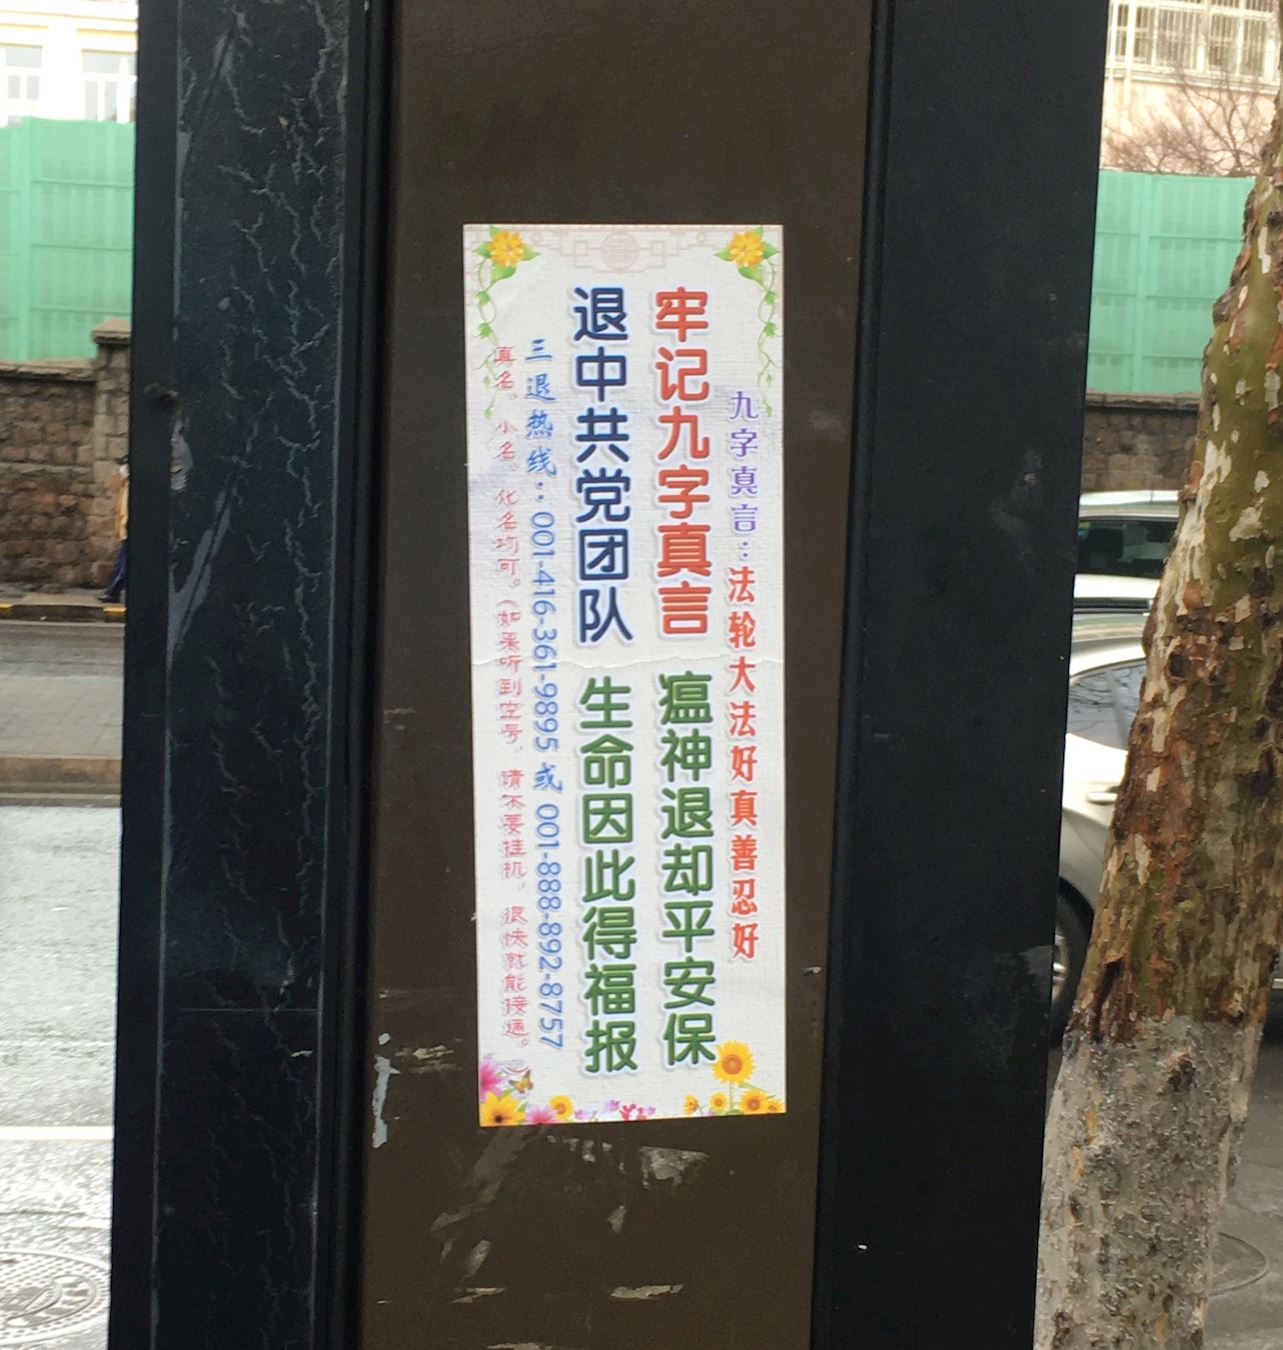 九字真言：法轮大法好真善忍好
牢记九字真言 瘟神退却平安保
退中共党团队 生命因此得福报
三退热线：001-416-361-9895 或 001-888-892-8757
真名、小名、化名均可。（如果听到空号，请不要挂机，很快就能接通。）